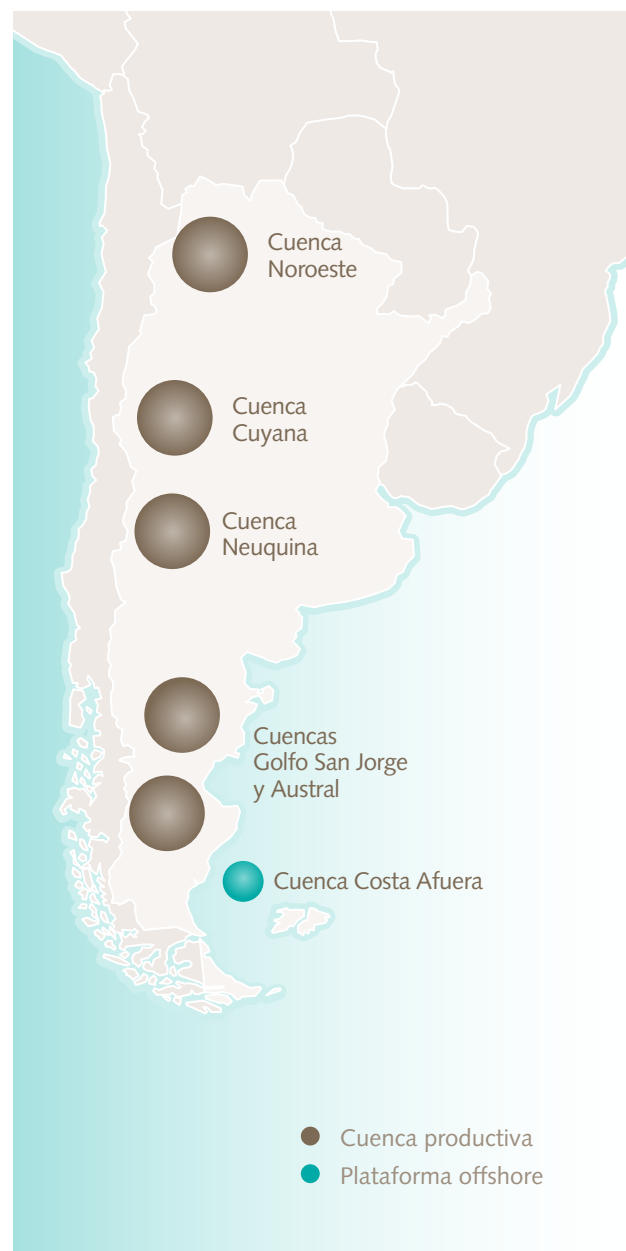 Cuenca
Noroeste
Cuenca
Cuyana
Cuenca
Neuquina
Cuencas
Golfo San Jorge
y Austral
Cuenca Costa Afuera
Cuenca productiva
Plataforma offshore